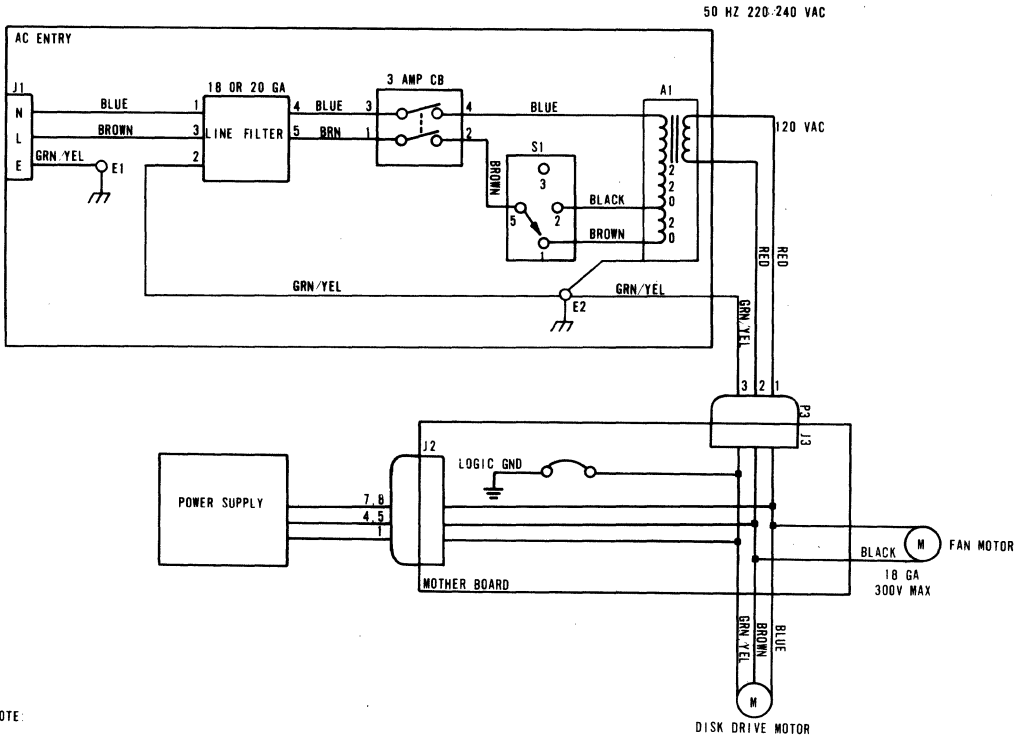 50 HZ 220-240 VAC
AC ENTRY
J1
N
L
E
BLUE
BROWN
GRN/YEL
E1
18 OR 20 GA
1
3
2
LINE FILTER
4
5
BLUE
BRN
3 AMP CB
3
1
4
2
BLUE
BROWN
S1
3
5
2
1
BLACK
BROWN
A1
2
2
0
2
0
120 VAC
RED
RED
GRN/YEL
E2
GRN/YEL
GRN/YEL
3 2 1
P3
J3
POWER SUPPLY
7,8
4,5
1
J2
LOGIC GND
MOTHER BOARD
BLACK
M
FAN MOTOR
18 GA
300V MAX
GRN/YEL
BROWN
BLUE
M
DISK DRIVE MOTOR
OTE: